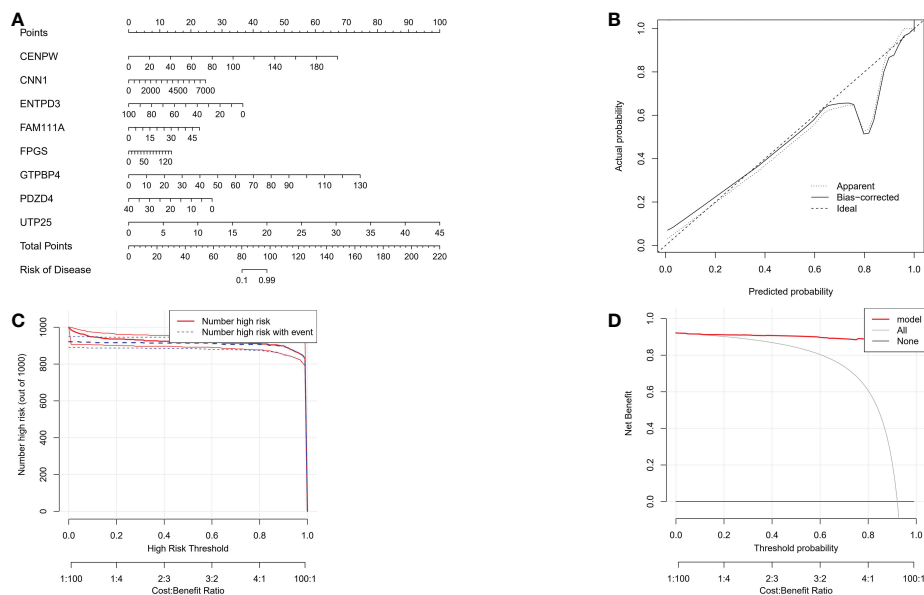 A
Points
0 10 20 30 40 50 60 70 80 90 100
CENPW
0 20 40 60 80 100 140 180
CNN1
0 2000 4500 7000
ENTPD3
100 80 60 40 20 0
FAM111A
0 15 30 45
FPGS
0 50 120
GTPBP4
0 10 20 30 40 50 60 70 80 90 110 130
PDZD4
40 30 20 10 0
UTP25
0 5 10 15 20 25 30 35 40 45
Total Points
0 20 40 60 80 100 120 140 160 180 200 220
Risk of Disease
0.1 0.99
B
Actual probability
1.0
0.8
0.6
0.4
0.2
0.0
Apparent
Bias−corrected
Ideal
0.0 0.2 0.4 0.6 0.8 1.0
Predicted probability
C
Number high risk
Number high risk with event
Number high risk (out of 1000)
1000
800
600
400
200
0
0.0 0.2 0.4 0.6 0.8 1.0
High Risk Threshold
1:100 1:4 2:3 3:2 4:1 100:1
Cost:Benefit Ratio
D
model
All
None
Net Benefit
1.0
0.8
0.6
0.4
0.2
0.0
0.0 0.2 0.4 0.6 0.8 1.0
Threshold probability
1:100 1:4 2:3 3:2 4:1 100:1
Cost:Benefit Ratio